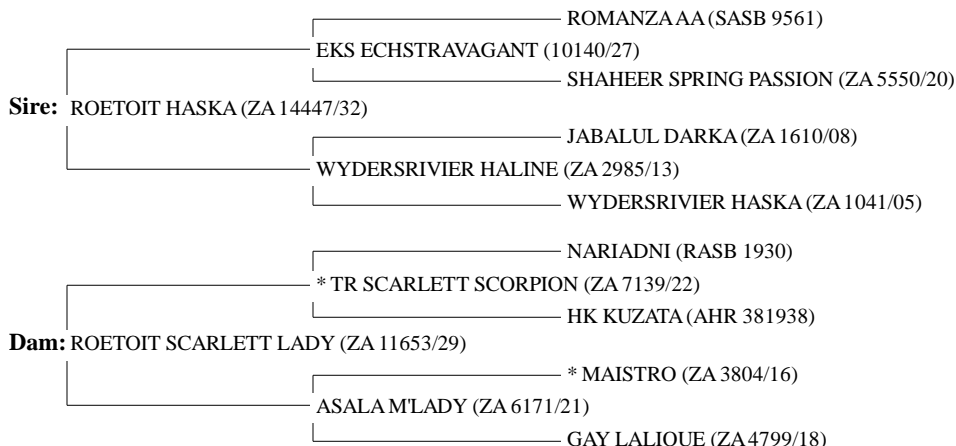 ROMANZA AA (SASB 9561)
EKS ECHSTRAVAGANT (10140/27)
SHAHEER SPRING PASSION (ZA 5550/20)
Sire: ROETOIT HASKA (ZA 14447/32)
JABALUL DARKA (ZA 1610/08)
WYDERSRIVIER HALINE (ZA 2985/13)
WYDERSRIVIER HASKA (ZA 1041/05)
NARIADNI (RASB 1930)
* TR SCARLETT SCORPION (ZA 7139/22)
HK KUZATA (AHR 381938)
Dam: ROETOIT SCARLETT LADY (ZA 11653/29)
* MAISTRO (ZA 3804/16)
ASALA M'LADY (ZA 6171/21)
GAY LALIQUE (ZA 4799/18)